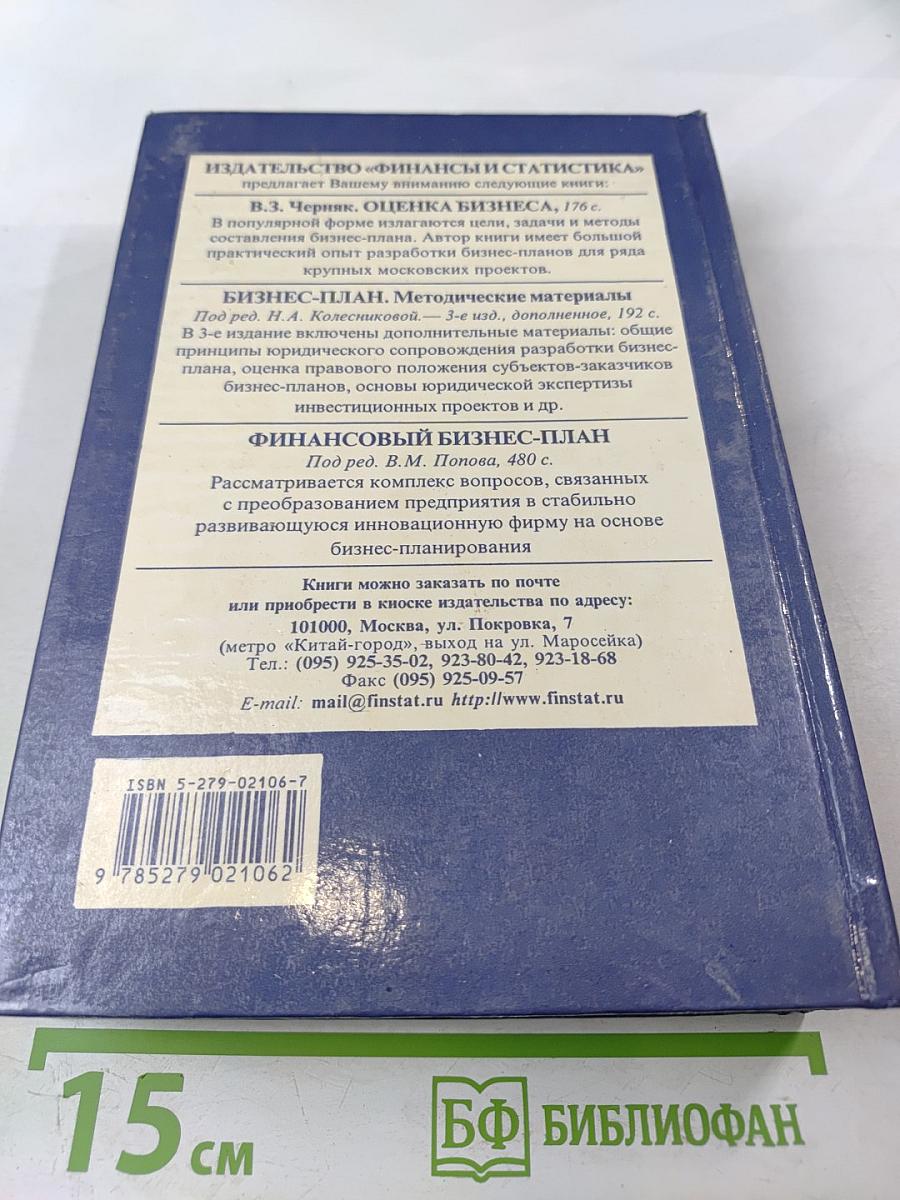 ИЗДАТЕЛЬСТВО «ФИНАНСЫ И СТАТИСТИКА»
предлагает Вашему вниманию следующие книги:
В.З. Черняк. ОЦЕНКА БИЗНЕСА, 176 с.
В популярной форме излагаются цели, задачи и методы
составления бизнес-плана. Автор книги имеет большой
практический опыт разработки бизнес-планов для ряда
крупных московских проектов.
БИЗНЕС-ПЛАН. Методические материалы
Под ред. Н.А. Колесниковой.— 3-е изд., дополненное, 192 с.
В 3-е издание включены дополнительные материалы: общие
принципы юридического сопровождения разработки бизнес-
плана, оценка правового положения субъектов-заказчиков
бизнес-планов, основы юридической экспертизы
инвестиционных проектов и др.
ФИНАНСОВЫЙ БИЗНЕС-ПЛАН
Под ред. В.М. Попова, 480 с.
Рассматривается комплекс вопросов, связанных
с преобразованием предприятия в стабильно
развивающуюся инновационную фирму на основе
бизнес-планирования
Книги можно заказать по почте
или приобрести в киоске издательства по адресу:
101000, Москва, ул. Покровка, 7
(метро «Китай-город», выход на ул. Маросейка)
Тел.: (095) 925-35-02, 923-80-42, 923-18-68
Факс (095) 925-09-57
E-mail: mail@finstat.ru http://www.finstat.ru
ISBN 5-279-02106-7
9 785279 021062
15 см
БФ БИБЛИОФАН